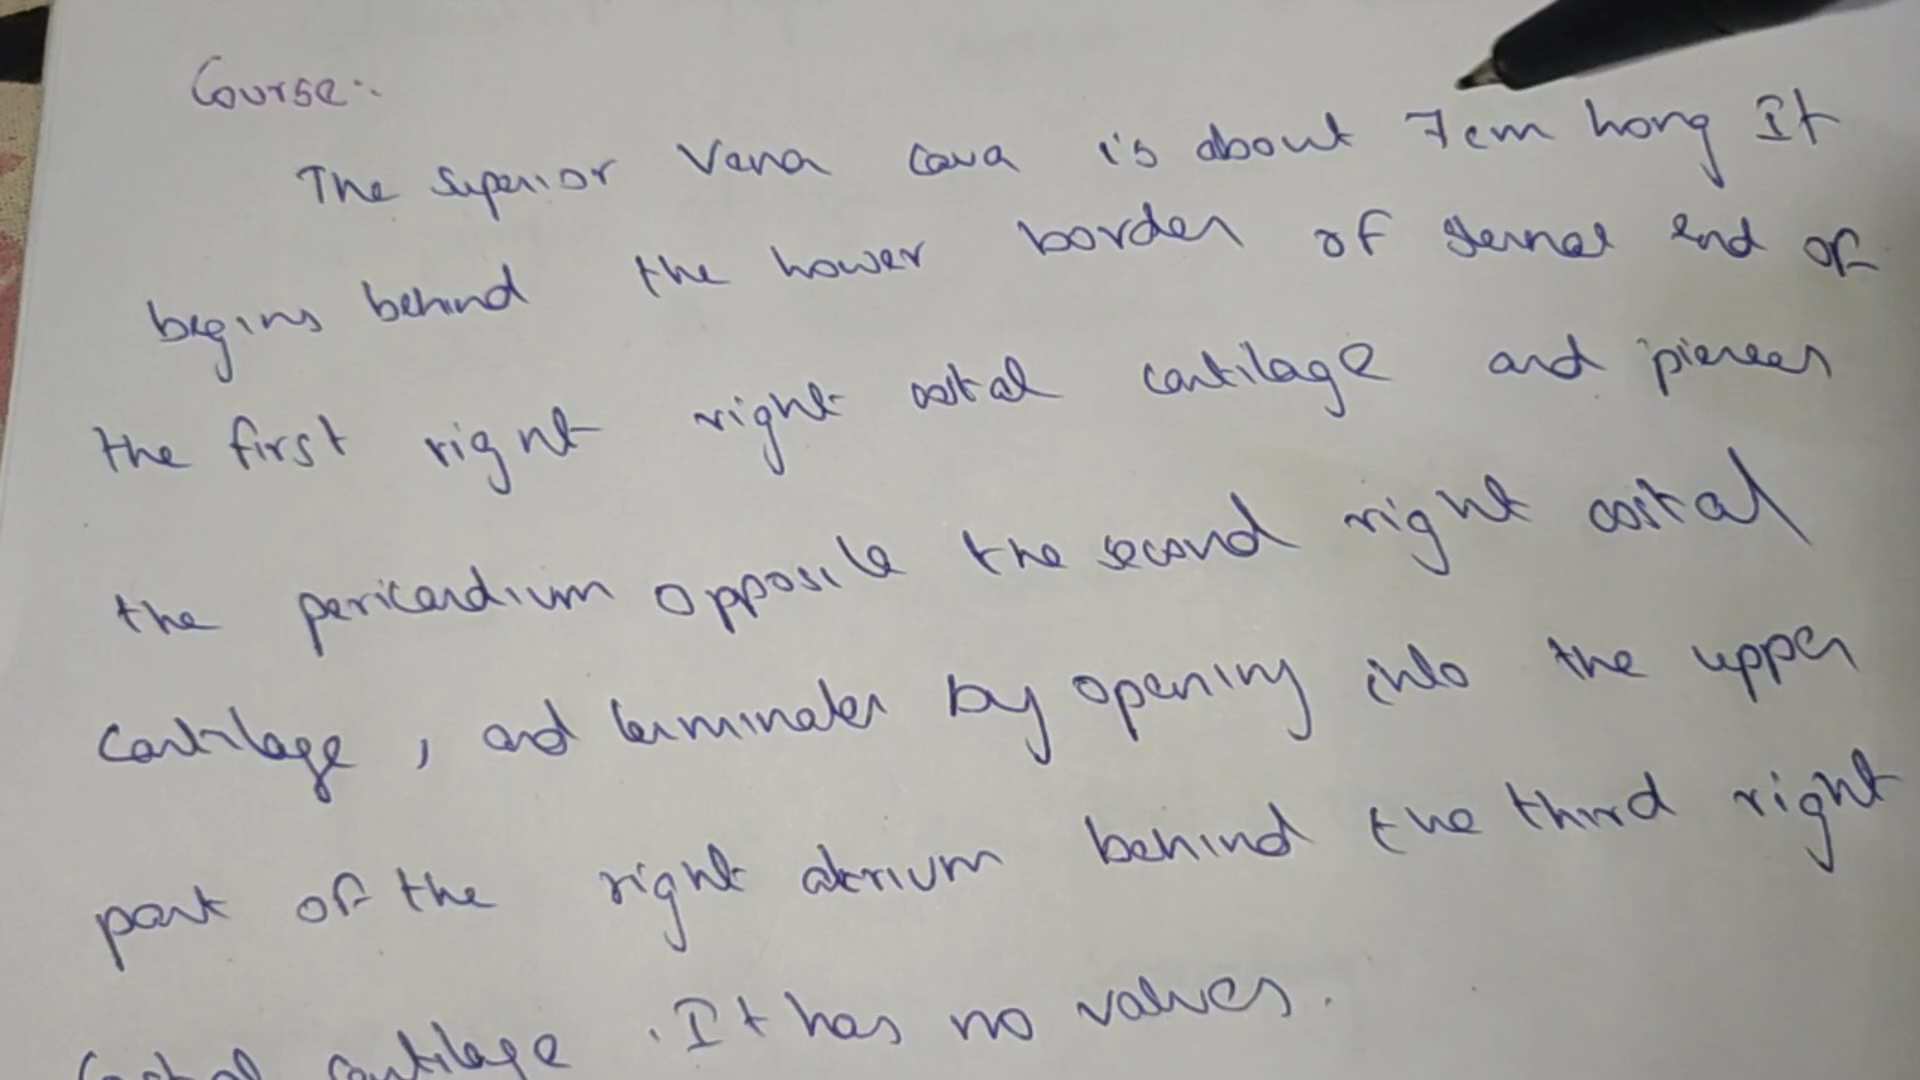 Course:-
The Superior Vena Cava is about 7cm long It
begins behind the lower border of sternal end of
the first right right costal cartilage and pierces
the pericardium opposite the second right costal
Cartilage , and terminates by opening into the upper
part of the right atrium behind the third right
Costal cartilage . It has no valves.